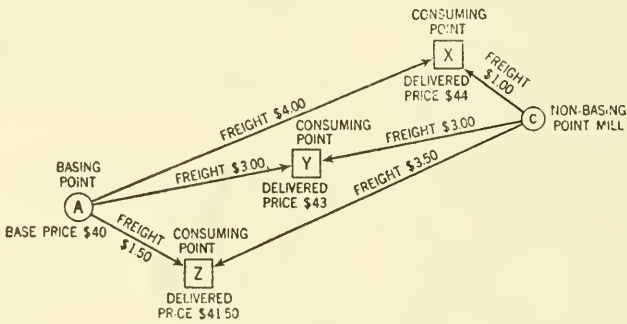 CONSUMING
POINT
X
DELIVERED
PRICE $44
FREIGHT
$1.00
FREIGHT $4.00
C
NON-BASING
POINT MILL
CONSUMING
POINT
Y
DELIVERED
PRICE $43
FREIGHT $3.00
FREIGHT $3.00
FREIGHT $3.50
BASING
POINT
A
BASE PRICE $40
FREIGHT
$1.50
CONSUMING
POINT
Z
DELIVERED
PRICE $41.50